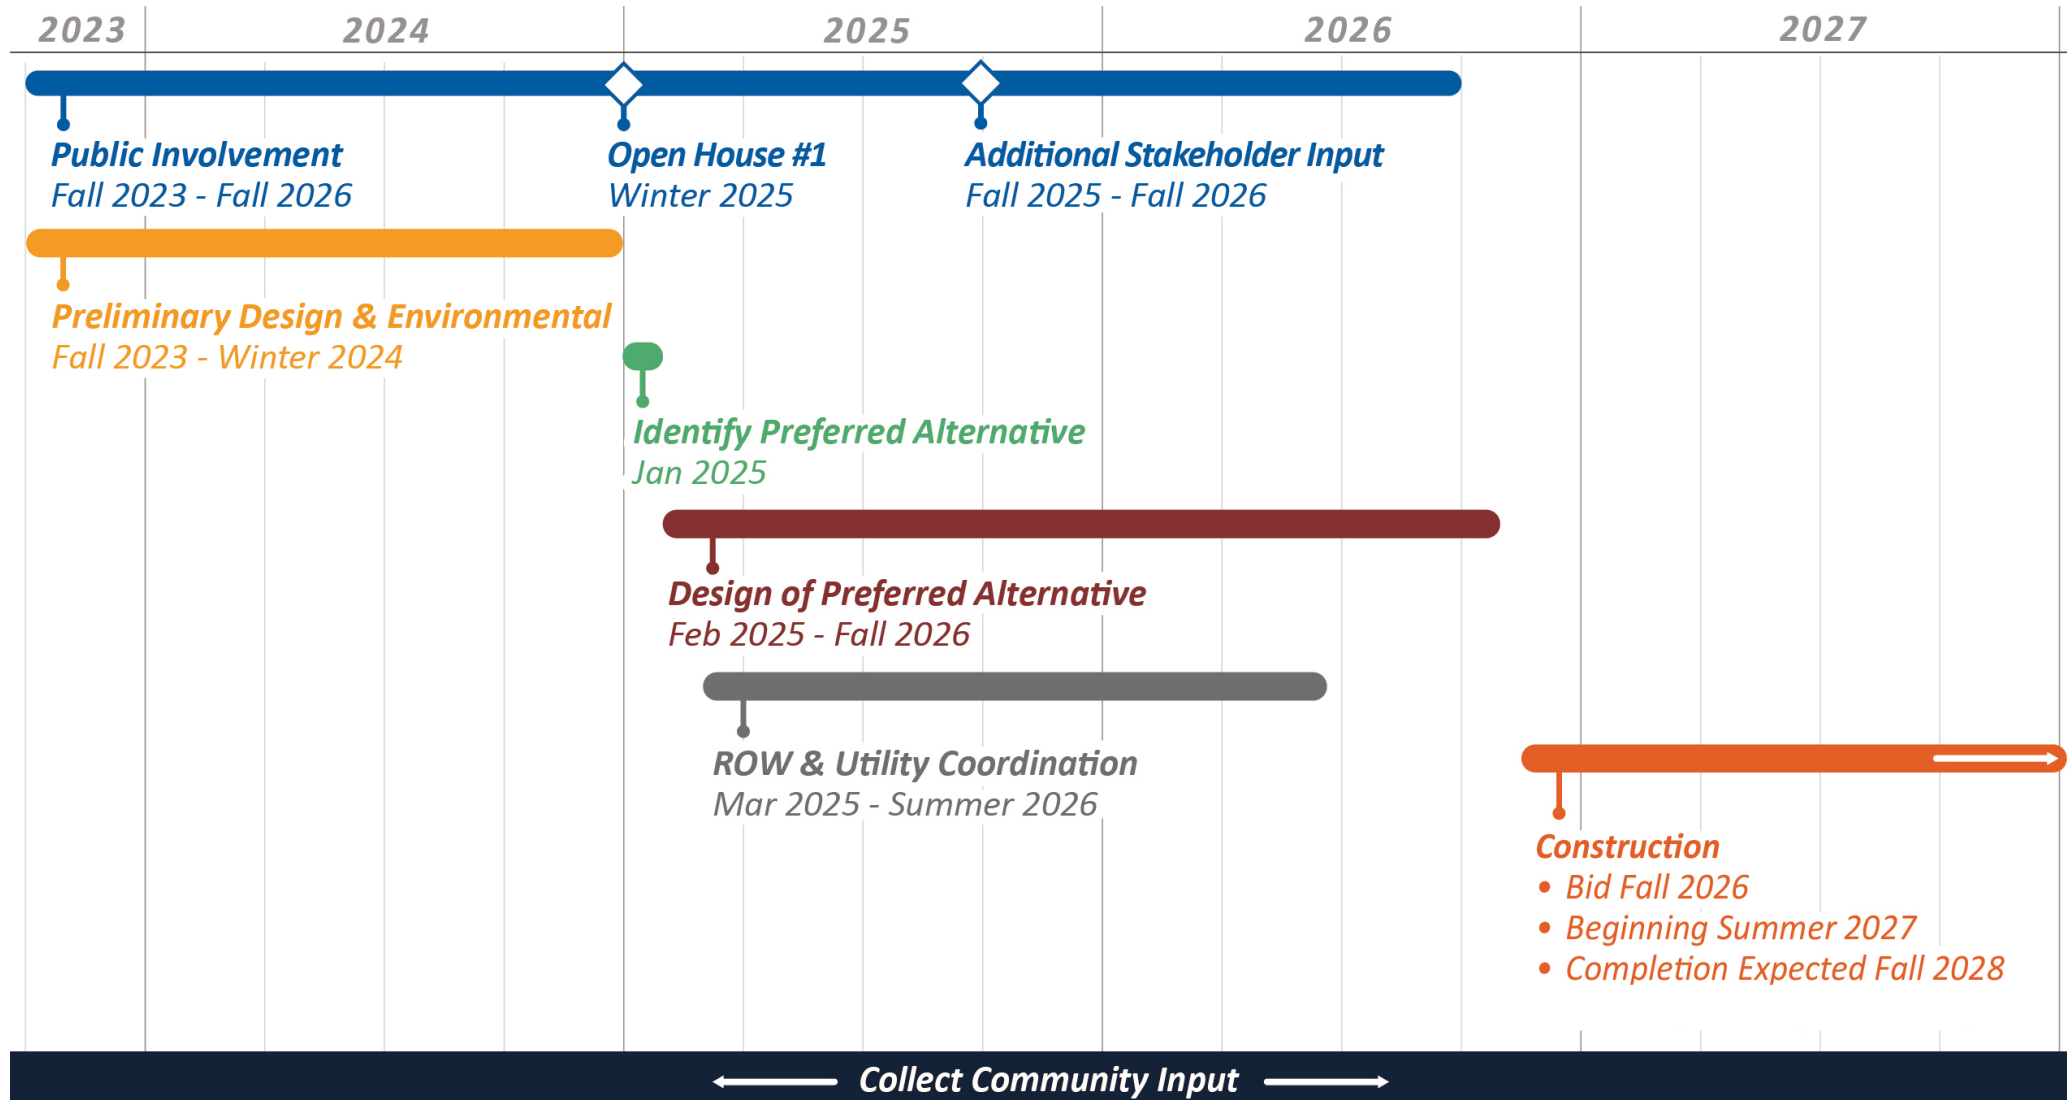 2023 2024 2025 2026 2027
Public Involvement
Fall 2023 - Fall 2026
Open House #1
Winter 2025
Additional Stakeholder Input
Fall 2025 - Fall 2026
Preliminary Design & Environmental
Fall 2023 - Winter 2024
Identify Preferred Alternative
Jan 2025
Design of Preferred Alternative
Feb 2025 - Fall 2026
ROW & Utility Coordination
Mar 2025 - Summer 2026
Construction
• Bid Fall 2026
• Beginning Summer 2027
• Completion Expected Fall 2028
Collect Community Input